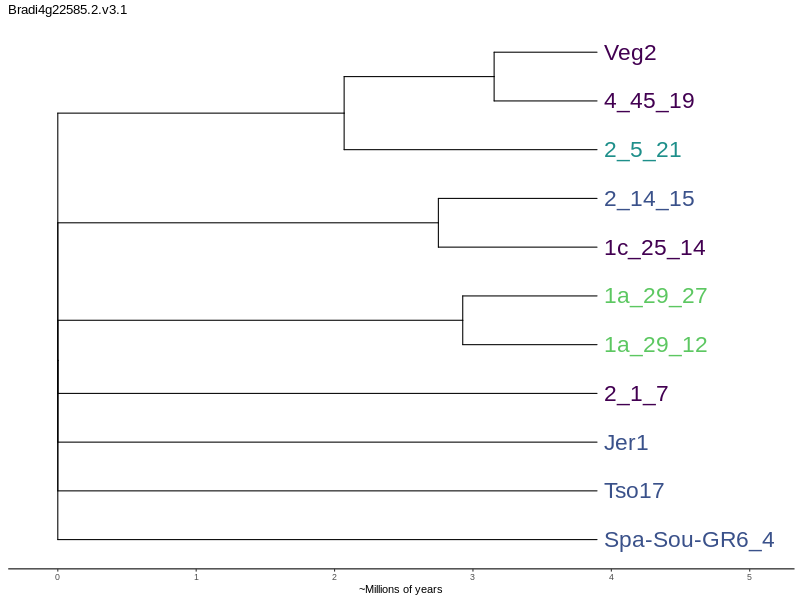 Bradi4g22585.2.v3.1
Veg2
4_45_19
2_5_21
2_14_15
1c_25_14
1a_29_27
1a_29_12
2_1_7
Jer1
Tso17
Spa-Sou-GR6_4
0 1 2 3 4 5
~Millions of years